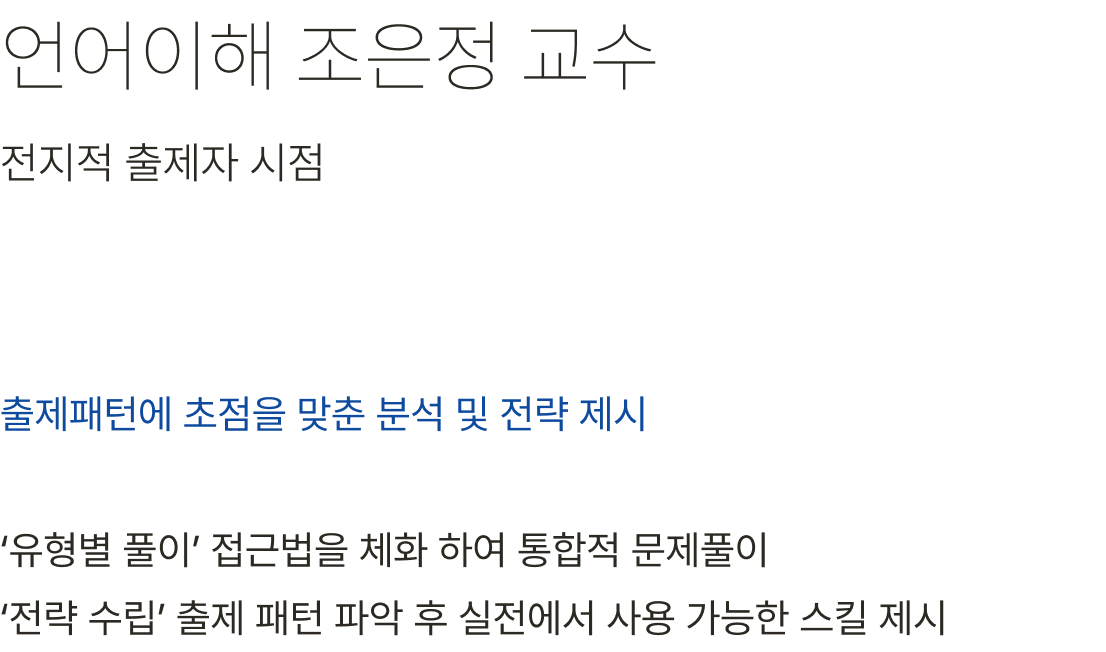 언어이해 조은정 교수
전지적 출제자 시점
출제패턴에 초점을 맞춘 분석 및 전략 제시
‘유형별 풀이’ 접근법을 체화 하여 통합적 문제풀이
‘전략 수립’ 출제 패턴 파악 후 실전에서 사용 가능한 스킬 제시